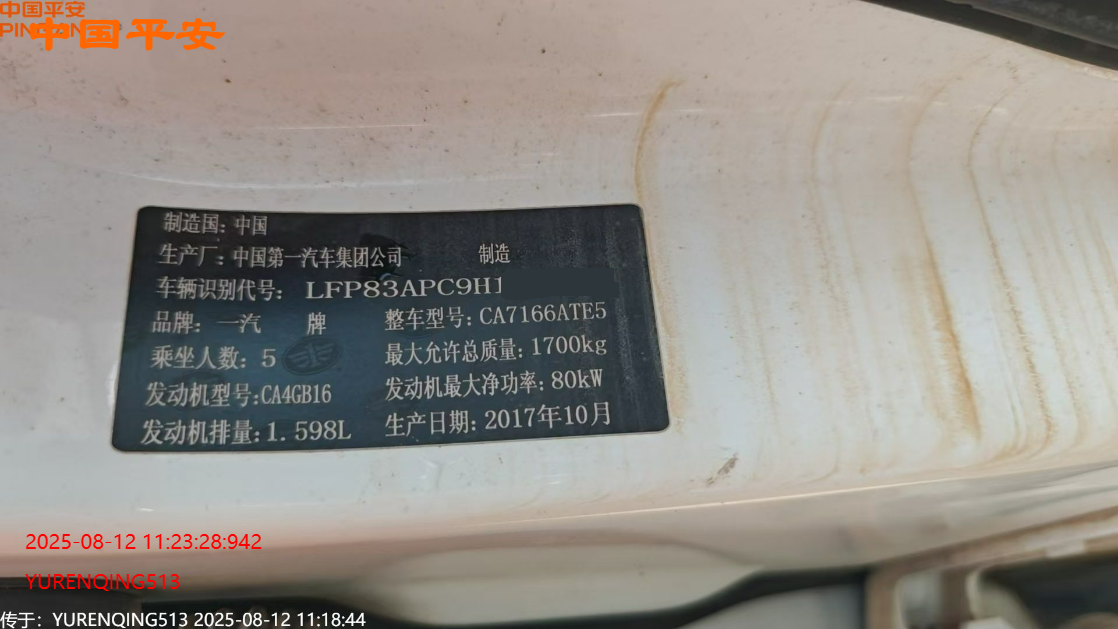 中国平安
中国平安
制造国：中国
生产厂：中国第一汽车集团公司 制造
车辆识别代号： LFP83APC9H1
品牌：一汽 牌 整车型号：CA7166ATE5
乘坐人数：5 最大允许总质量：1700kg
发动机型号:CA4GB16 发动机最大净功率：80kW
发动机排量：1.598L 生产日期：2017年10月
2025-08-12 11:23:28:942
YURENQING513
传于：YURENQING513 2025-08-12 11:18:44